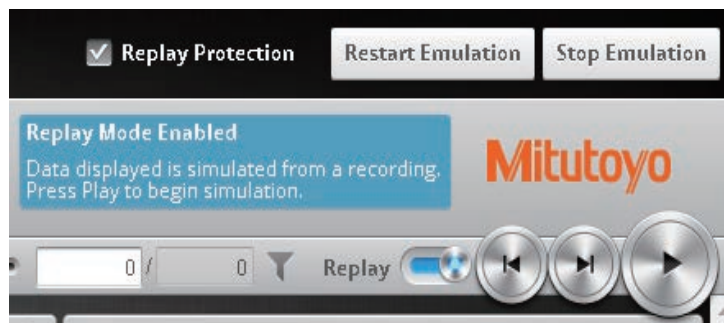 Replay Protection
Restart Emulation
Stop Emulation
Replay Mode Enabled
Data displayed is simulated from a recording.
Press Play to begin simulation.
Mitutoyo
0 / 0
Replay